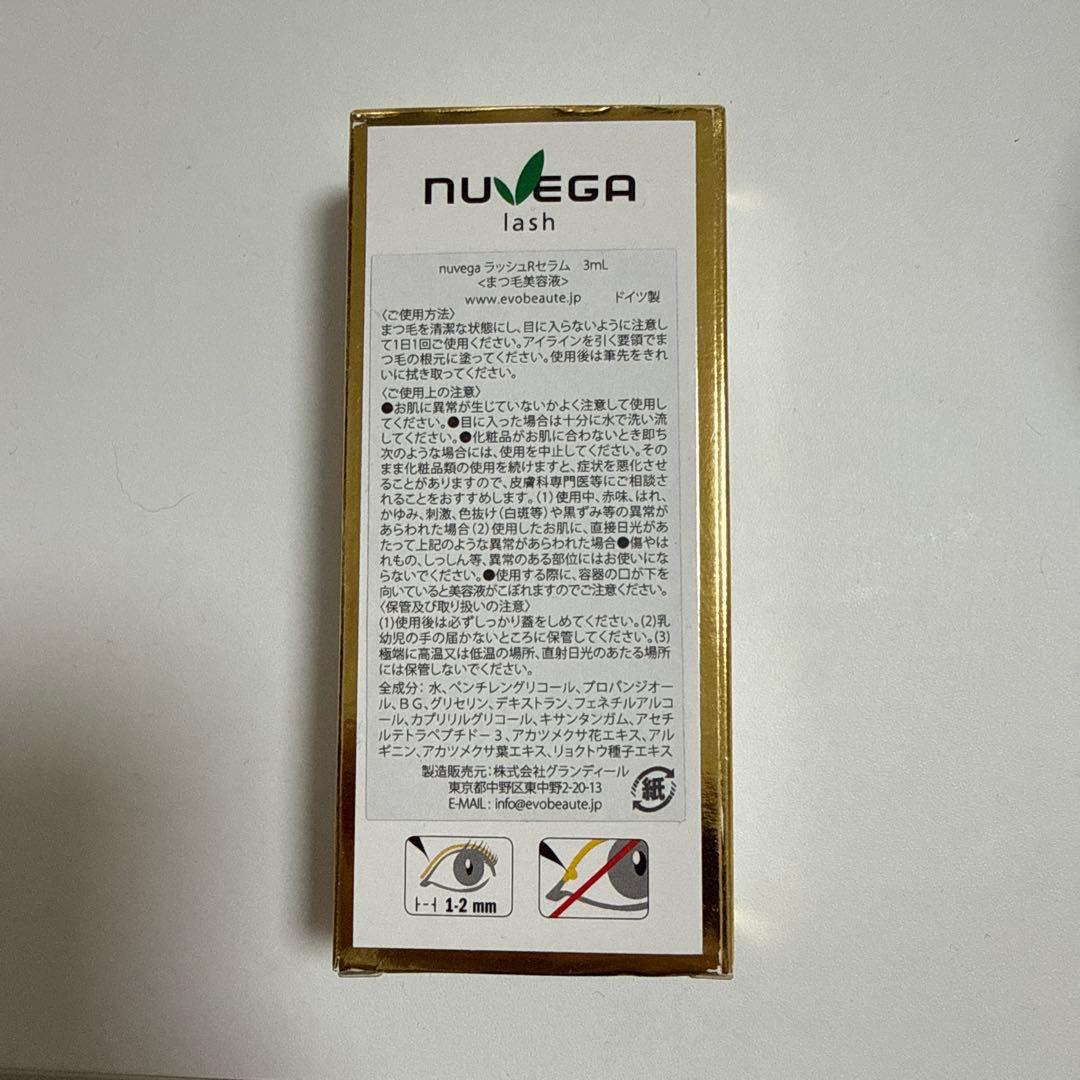 nuvega
lash
nuvega ラッシュRセラム 3mL
<まつ毛美容液>
www.evobeaute.jp ドイツ製
〈ご使用方法〉
まつ毛を清潔な状態にし、目に入らないように注意し
て1日1回ご使用ください。アイラインを引く要領でま
つ毛の根元に塗ってください。使用後は筆先をきれ
いに拭き取ってください。
〈ご使用上の注意〉
●お肌に異常が生じていないかよく注意して使用し
てください。●目に入った場合は十分に水で洗い流
してください。●化粧品がお肌に合わないとき即ち
次のような場合には、使用を中止してください。その
まま化粧品類の使用を続けますと、症状を悪化させ
ることがありますので、皮膚科専門医等にご相談さ
れることをおすすめします。(1)使用中、赤味、はれ、
かゆみ、刺激、色抜け(白斑等)や黒ずみ等の異常が
あらわれた場合(2)使用したお肌に、直接日光があ
たって上記のような異常があらわれた場合●傷やは
れもの、しっしん等、異常のある部位にはお使いにな
らないでください。●使用する際に、容器の口が下を
向いていると美容液がこぼれますのでご注意ください。
〈保管及び取り扱いの注意〉
(1)使用後は必ずしっかり蓋をしめてください。(2)乳
幼児の手の届かないところに保管してください。(3)
極端に高温又は低温の場所、直射日光のあたる場所
には保管しないでください。
全成分：水、ペンチレングリコール、プロパンジオー
ル、BG、グリセリン、デキストラン、フェネチルアルコ
ール、カプリリルグリコール、キサンタンガム、アセチ
ルテトラペプチド－3、アカツメクサ花エキス、アル
ギニン、アカツメクサ葉エキス、リョクトウ種子エキス
製造販売元：株式会社グランディール
東京都中野区東中野2-20-13
E-MAIL : info@evobeaute.jp
紙
1-2 mm